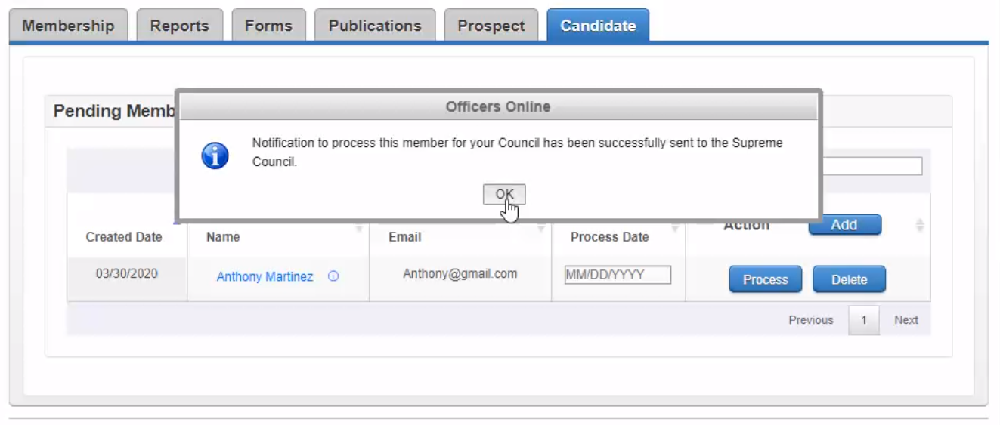 Membership
Reports
Forms
Publications
Prospect
Candidate
Officers Online
Pending Memb
Notification to process this member for your Council has been successfully sent to the Supreme
Council.
OK
Action
Add
Created Date
Name
Email
Process Date
03/30/2020
Anthony Martinez
Anthony@gmail.com
MM/DD/YYYY
Process
Delete
Previous
1
Next